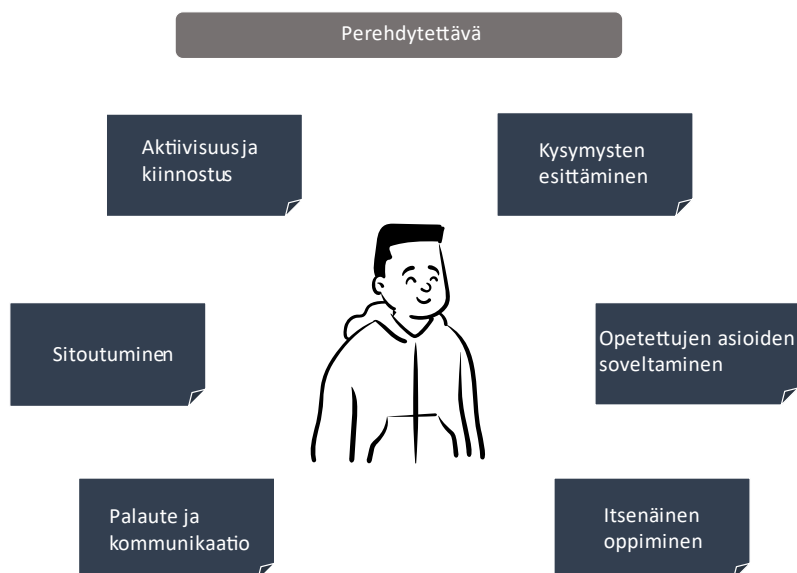 Perehdytettävä
Aktiivisuus ja
kiinnostus
Kysymysten
esittäminen
Sitoutuminen
Opetettujen asioiden
soveltaminen
Palaute ja
kommunikaatio
Itsenäinen
oppiminen